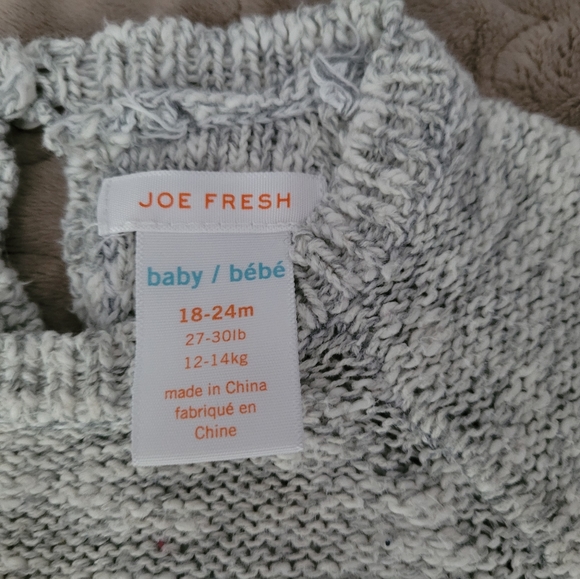 JOE FRESH
baby / bébé
18-24m
27-30lb
12-14kg
made in China
fabriqué en
Chine